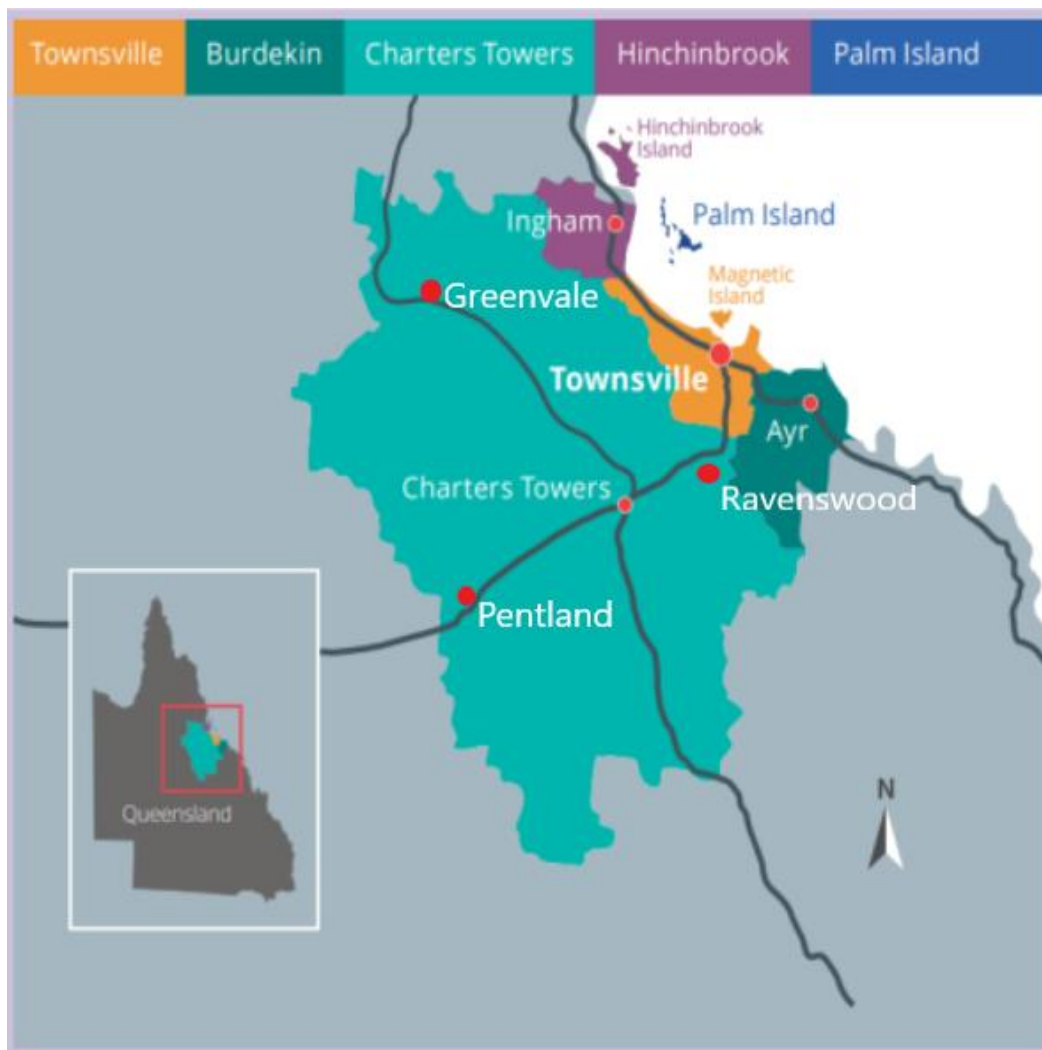 Townsville Burdekin Charters Towers Hinchinbrook Palm Island
Hinchinbrook
Island
Ingham
Palm Island
Magnetic
Island
Greenvale
Townsville
Ayr
Charters Towers
Ravenswood
Pentland
Queensland
N